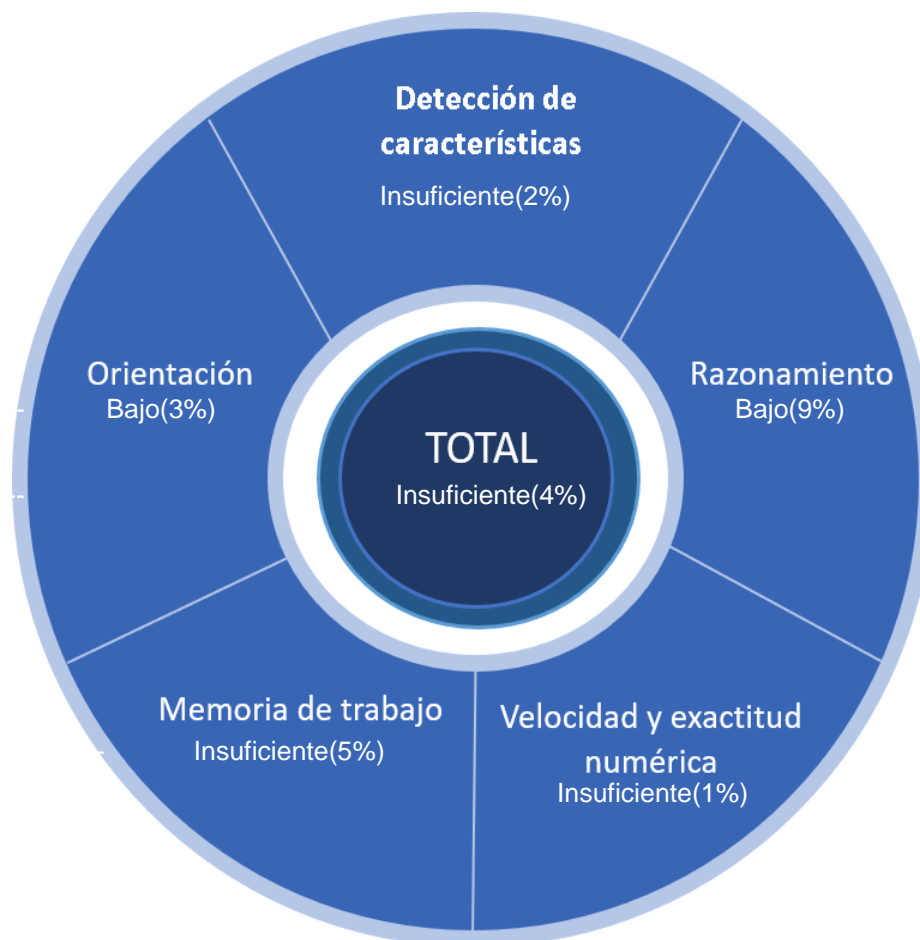 Detección de
características
Insuficiente(2%)
Orientación
Bajo(3%)
Razonamiento
Bajo(9%)
TOTAL
Insuficiente(4%)
Memoria de trabajo
Insuficiente(5%)
Velocidad y exactitud
numérica
Insuficiente(1%)